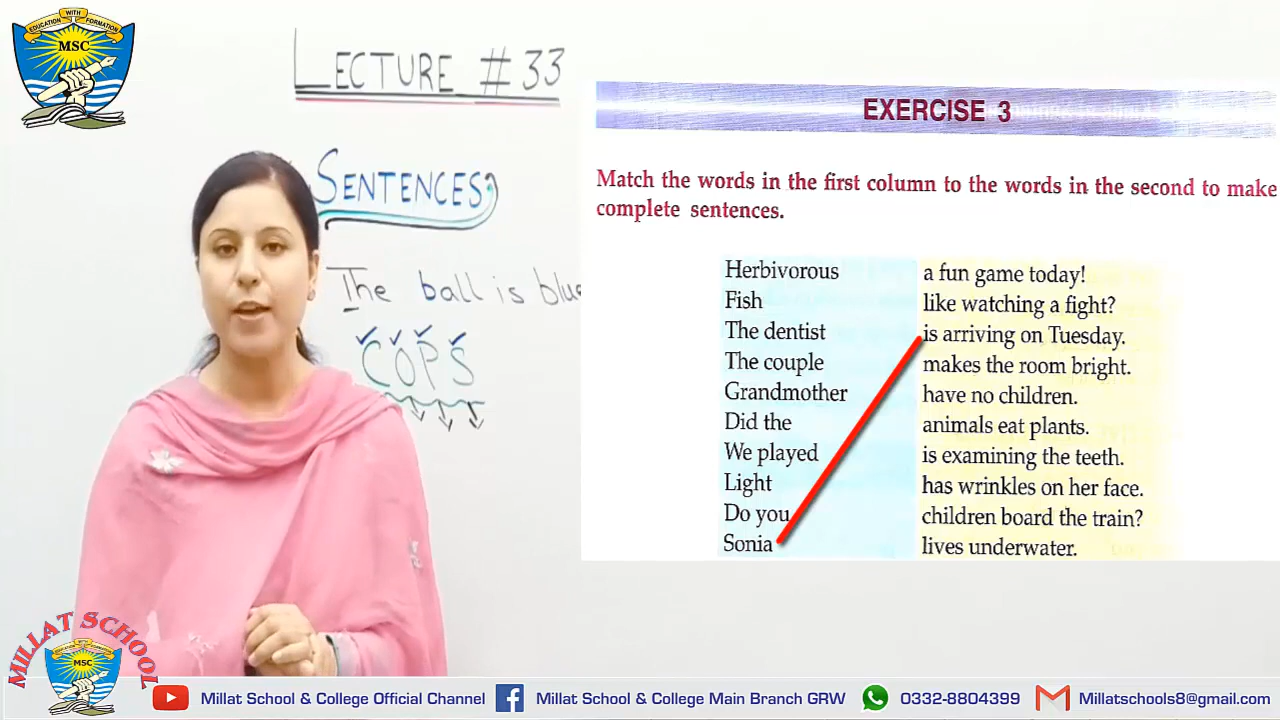 EDUCATION WITH FORMATION
MSC
LECTURE # 33
SENTENCES
The ball is blue
COPS
EXERCISE 3
Match the words in the first column to the words in the second to make
complete sentences.
Herbivorous a fun game today!
Fish like watching a fight?
The dentist is arriving on Tuesday.
The couple makes the room bright.
Grandmother have no children.
Did the animals eat plants.
We played is examining the teeth.
Light has wrinkles on her face.
Do you children board the train?
Sonia lives underwater.
MILLAT SCHOOL
MSC
Millat School & College Official Channel Millat School & College Main Branch GRW 0332-8804399 Millatschools8@gmail.com